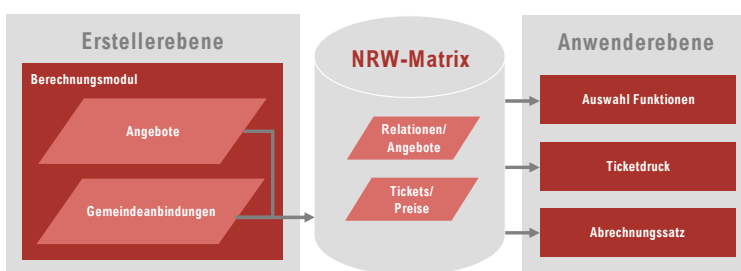 Erstellerebene
Berechnungsmodul
Angebote
Gemeindeanbindungen
NRW-Matrix
Relationen/
Angebote
Tickets/
Preise
Anwenderebene
Auswahl Funktionen
Ticketdruck
Abrechnungssatz